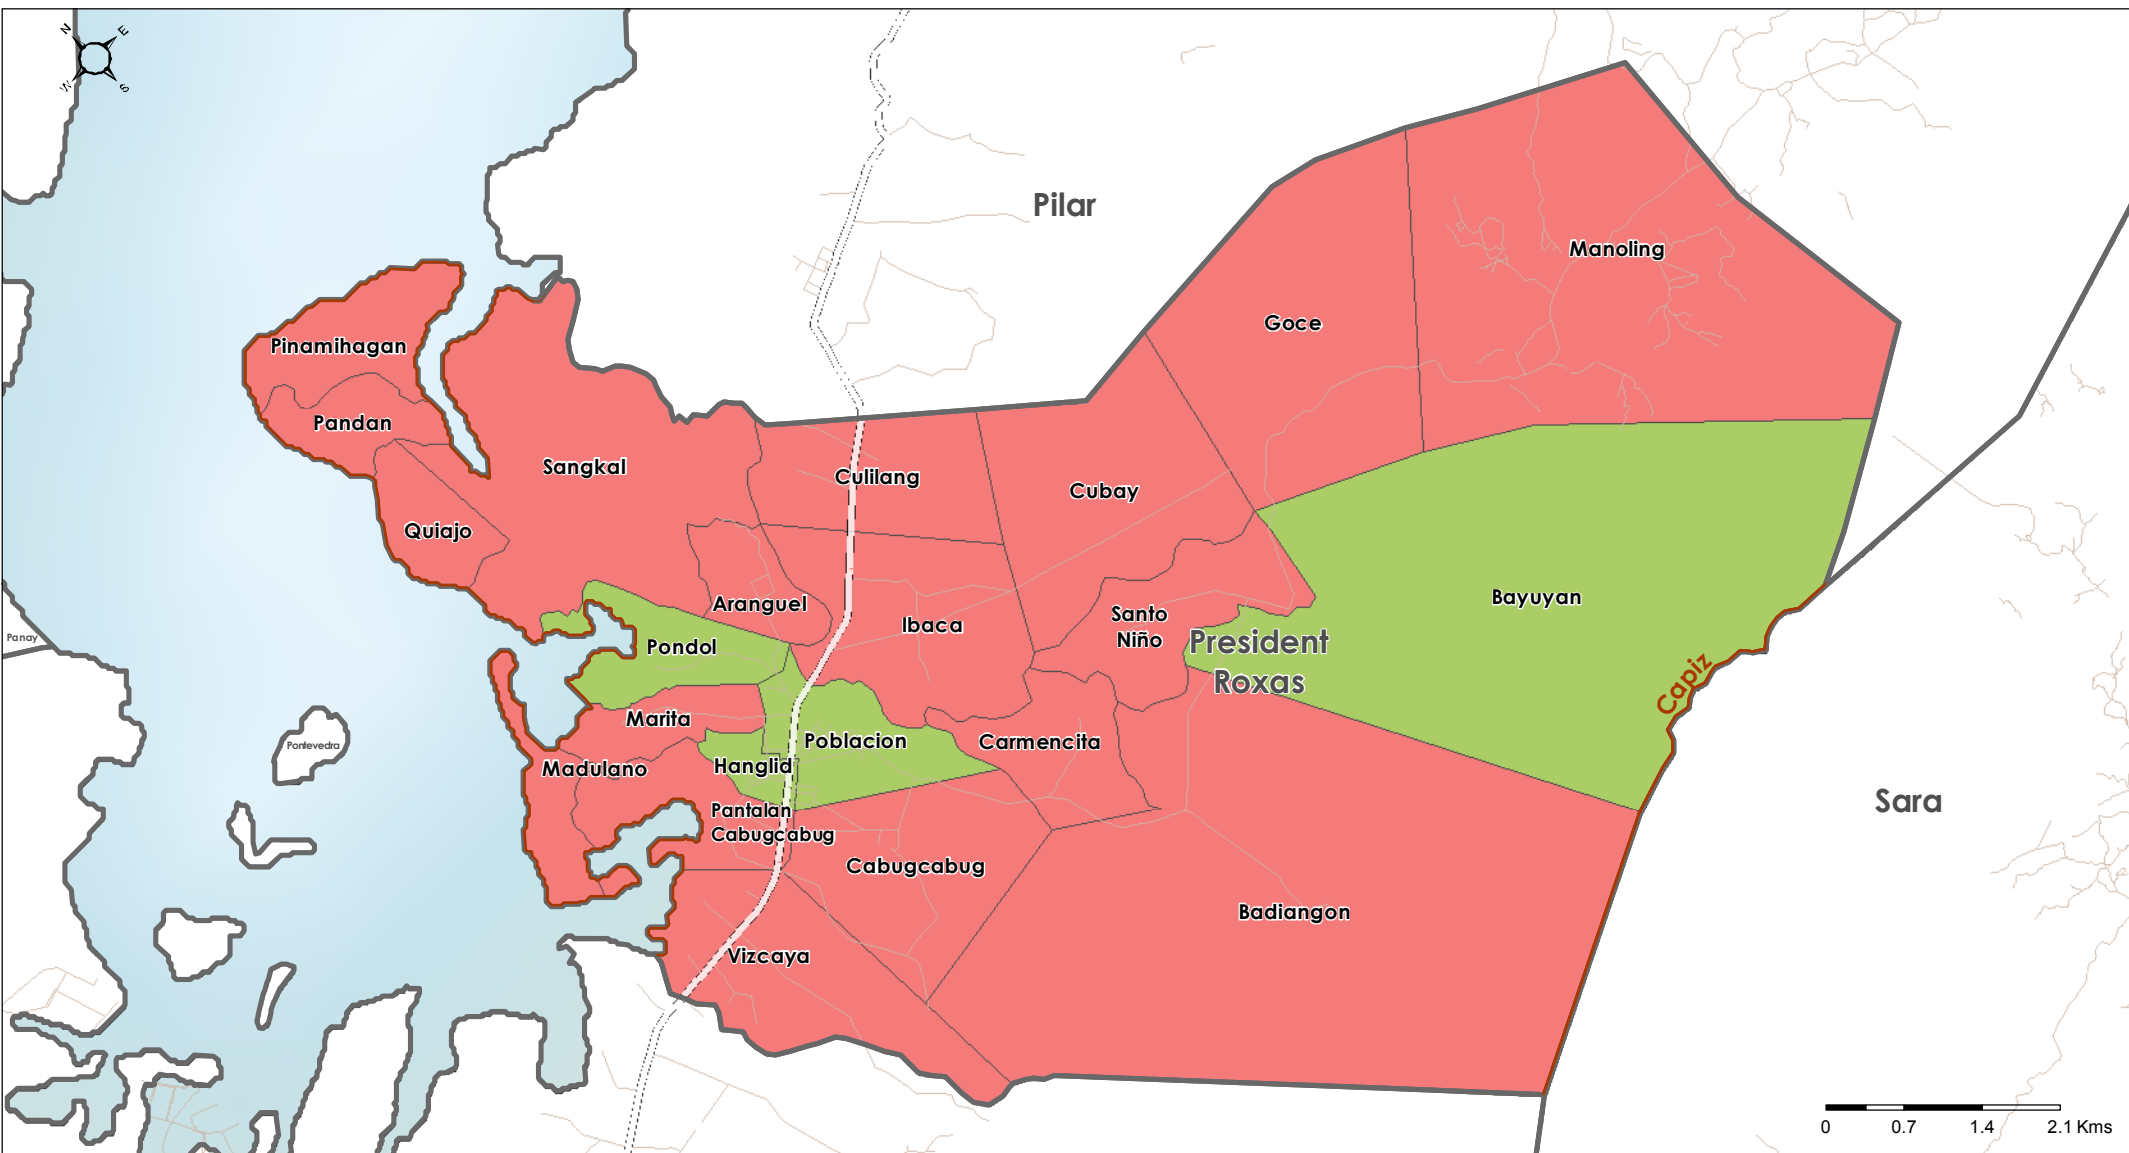 N
E
W
S
Pilar
Manoling
Goce
Pinamihagan
Pandan
Sangkal
Culilang
Cubay
Quiajo
Bayuyan
Aranguel
Ibaca
Santo
Niño
Panay
Pondol
President
Roxas
Capiz
Marita
Pontevedra
Poblacion
Carmencita
Madulano
Hanglid
Sara
Pantalan
Cabugcabug
Cabugcabug
Badiangon
Vizcaya
0 0.7 1.4 2.1 Kms